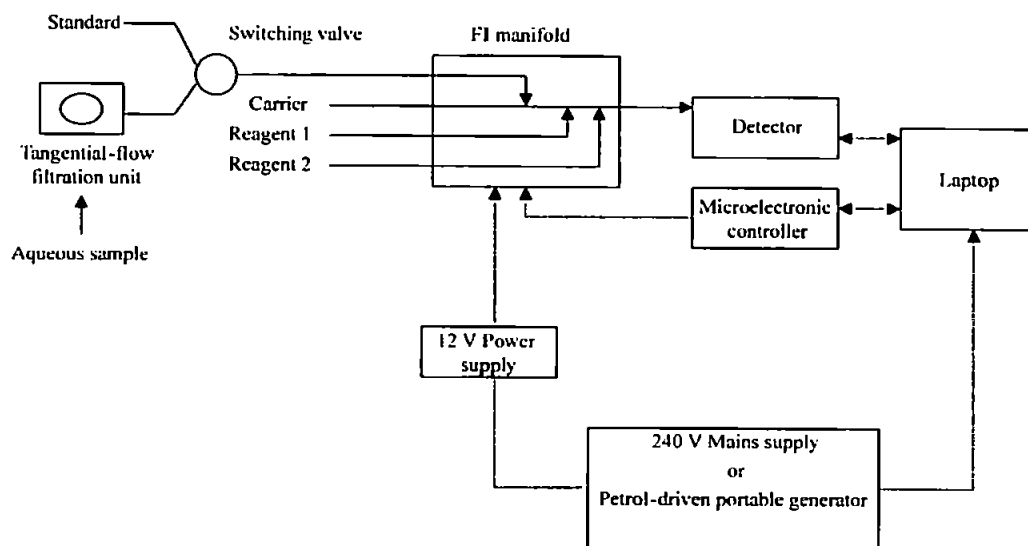 Standard
Switching valve
FI manifold
Carrier
Reagent 1
Reagent 2
Tangential-flow
filtration unit
Aqueous sample
Detector
Laptop
Microelectronic
controller
12 V Power
supply
240 V Mains supply
or
Petrol-driven portable generator